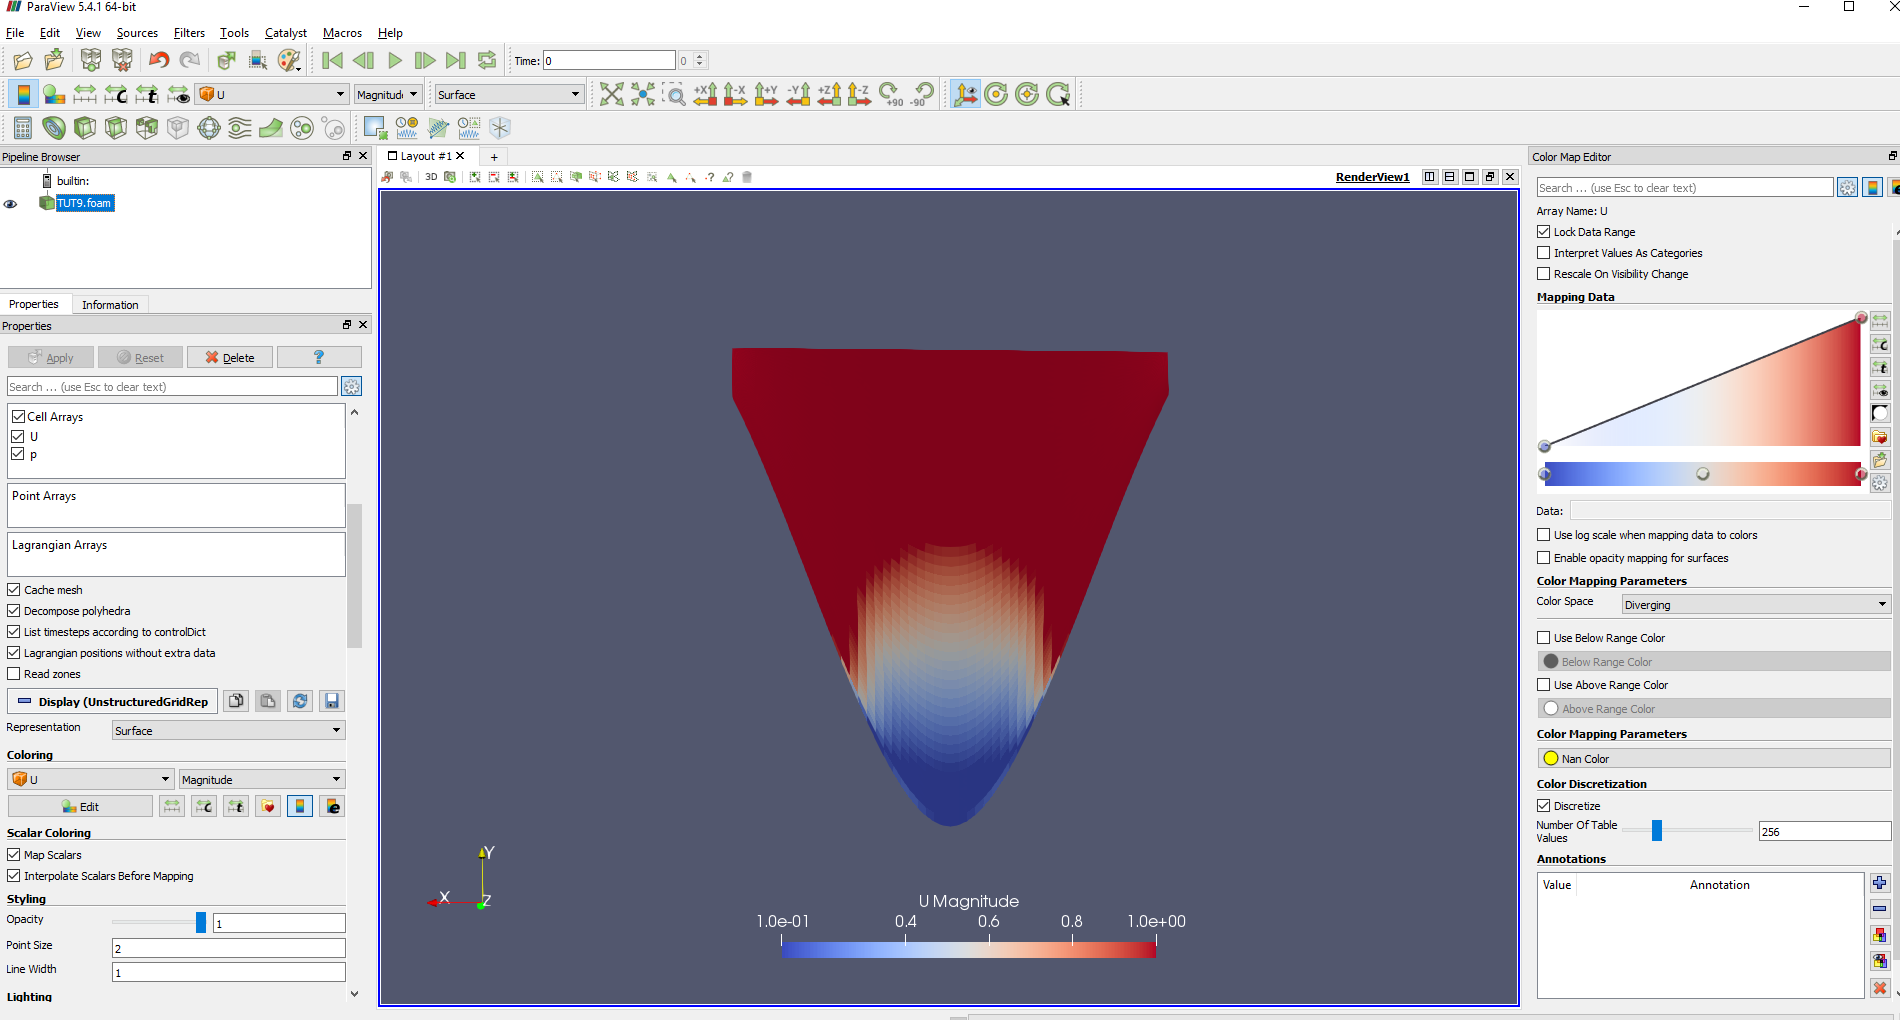 ParaView 5.4.1 64-bit
File Edit View Sources Filters Tools Catalyst Macros Help
Time: 0 0
U Magnitude Surface +X -X +Y -Y +Z -Z +90 -90
Pipeline Browser
builtin:
TUT9.foam
Properties Information
Properties
Apply Reset Delete ?
Search ... (use Esc to clear text)
Cell Arrays
U
p
Point Arrays
Lagrangian Arrays
Cache mesh
Decompose polyhedra
List timesteps according to controlDict
Lagrangian positions without extra data
Read zones
Display (UnstructuredGridRep
Representation Surface
Coloring
U Magnitude
Edit
Scalar Coloring
Map Scalars
Interpolate Scalars Before Mapping
Styling
Opacity 1
Point Size 2
Line Width 1
Lighting
Layout #1 +
3D RenderView1
Y
X Z
U Magnitude
1.0e-01 0.4 0.6 0.8 1.0e+00
Color Map Editor
Search ... (use Esc to clear text)
Array Name: U
Lock Data Range
Interpret Values As Categories
Rescale On Visibility Change
Mapping Data
Data:
Use log scale when mapping data to colors
Enable opacity mapping for surfaces
Color Mapping Parameters
Color Space Diverging
Use Below Range Color
Below Range Color
Use Above Range Color
Above Range Color
Color Mapping Parameters
Nan Color
Color Discretization
Discretize
Number Of Table
Values 256
Annotations
Value Annotation